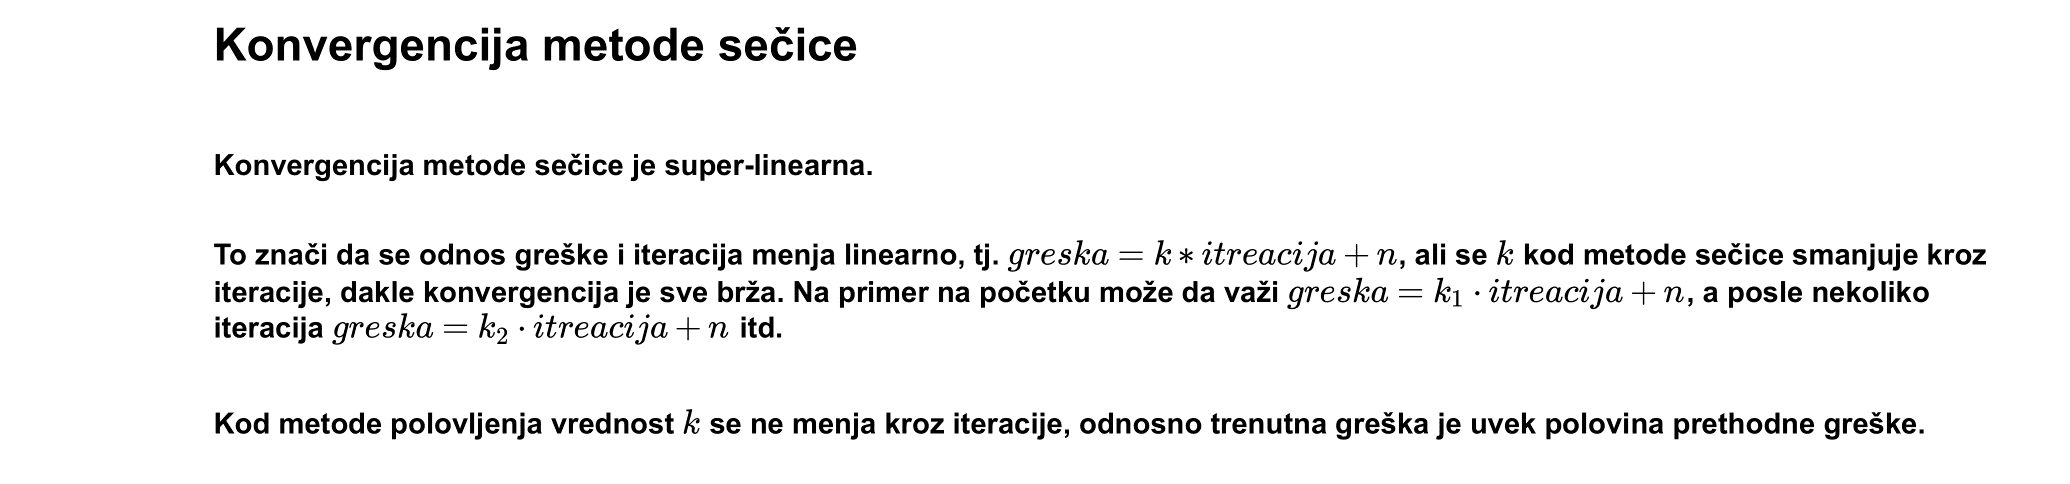 Konvergencija metode sečice
Konvergencija metode sečice je super-linearna.
To znači da se odnos greške i iteracija menja linearno, tj. greska = k * itreacija + n, ali se k kod metode sečice smanjuje kroz
iteracije, dakle konvergencija je sve brža. Na primer na početku može da važi greska = k₁ · itreacija + n, a posle nekoliko
iteracija greska = k₂ · itreacija + n itd.
Kod metode polovljenja vrednost k se ne menja kroz iteracije, odnosno trenutna greška je uvek polovina prethodne greške.